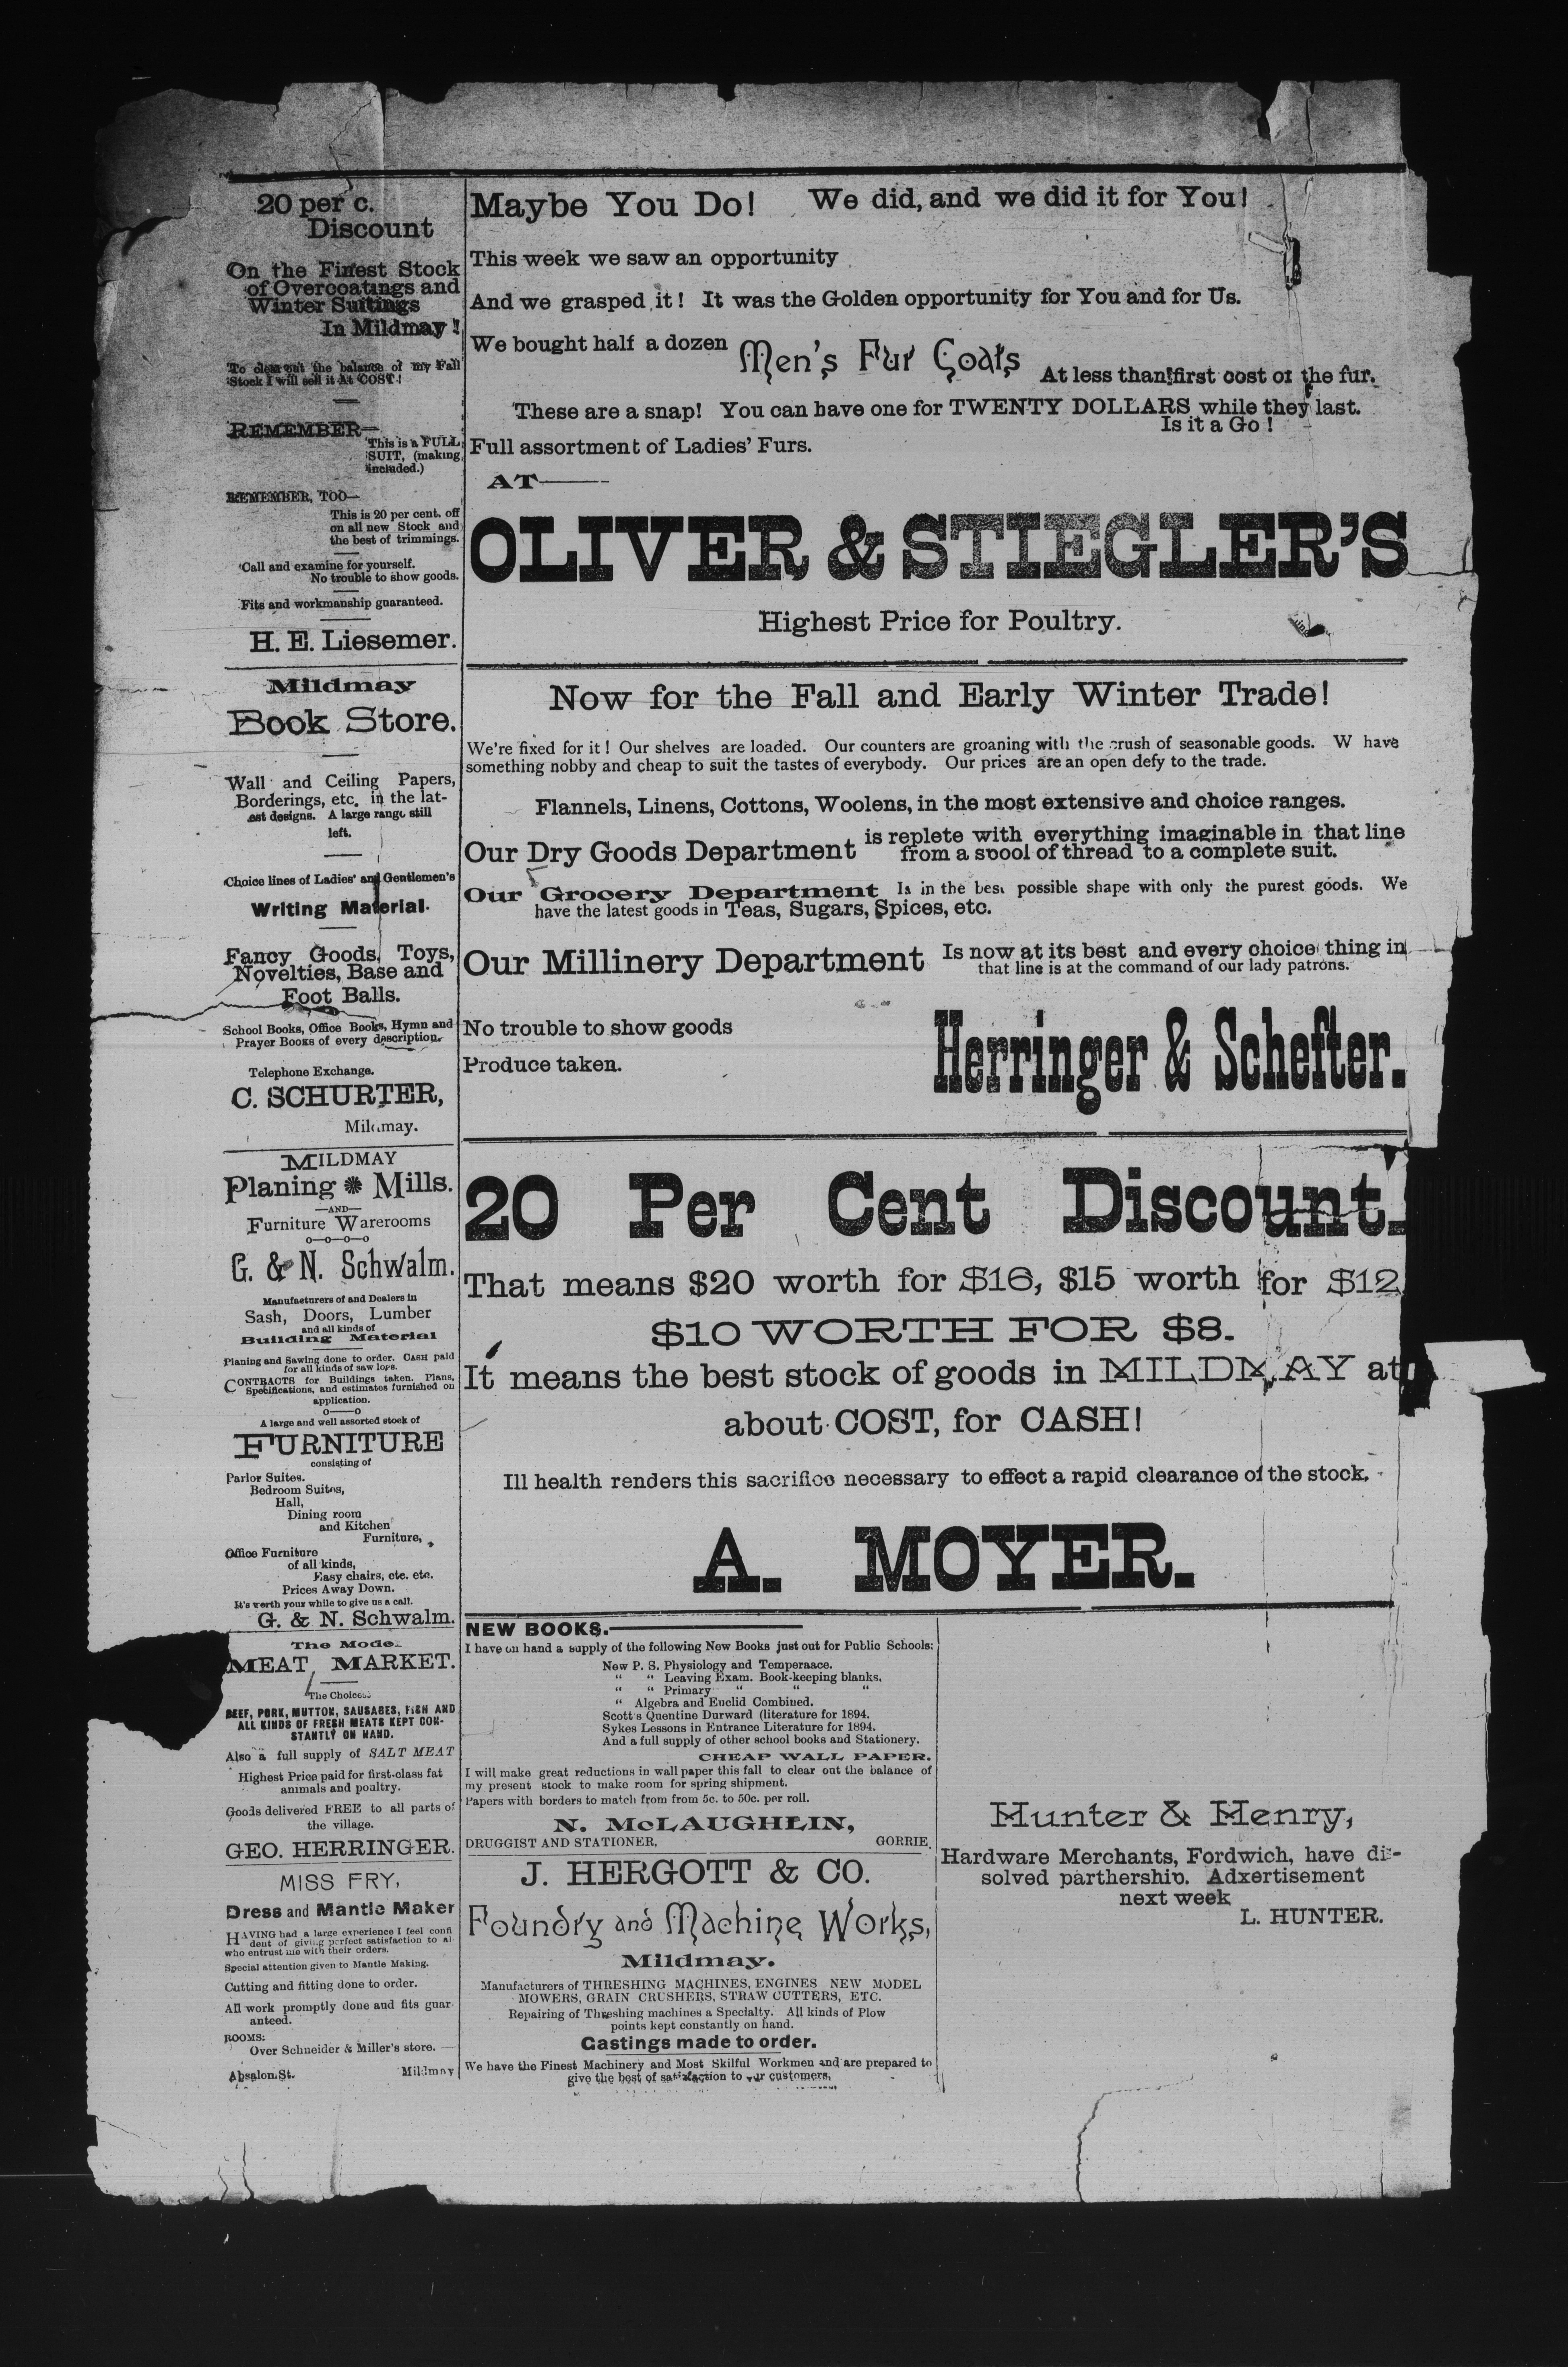 20 per c.
Discount
On the Finest Stock
of Overcoatings and
Winter Suitings
In Mildmay !
To clear out the balance of my Fall
Stock I will sell it At COST !
REMEMBER—
This is a FULL
SUIT, (making
included.)
REMEMBER, TOO—
This is 20 per cent. off
on all new Stock and
the best of trimmings.
Call and examine for yourself.
No trouble to show goods.
Fits and workmanship guaranteed.
H. E. Liesemer.
Mildmay
Book Store.
Wall and Ceiling Papers,
Borderings, etc. in the lat-
est designs. A large range still
left.
Choice lines of Ladies' and Gentlemen's
Writing Material.
Fancy Goods, Toys,
Novelties, Base and
Foot Balls.
School Books, Office Books, Hymn and
Prayer Books of every description.
Telephone Exchange.
C. SCHURTER,
Mildmay.
MILDMAY
Planing Mills.
—AND—
Furniture Warerooms
o—o—o—o
G. & N. Schwalm.
Manufacturers of and Dealers in
Sash, Doors, Lumber
and all kinds of
Building Material
Planing and Sawing done to order. CASH paid
for all kinds of saw logs.
CONTRACTS for Buildings taken. Plans,
Specifications, and estimates furnished on
application.
o——o
A large and well assorted stock of
FURNITURE
consisting of
Parlor Suites.
Bedroom Suites,
Hall,
Dining room
and Kitchen
Furniture,
Office Furniture
of all kinds,
Easy chairs, etc. etc.
Prices Away Down.
It's worth your while to give us a call.
G. & N. Schwalm.
The Mode
MEAT MARKET.
The
BEEF, PORK, MUTTON, SAUSAGES, FISH AND
ALL KINDS OF FRESH MEATS KEPT CON-
STANTLY ON HAND.
Also a full supply of SALT MEAT
Highest Price paid for first-class fat
animals and poultry.
Goods delivered FREE to all parts of
the village.
GEO. HERRINGER.
MISS FRY,
Dress and Mantle Maker
HAVING had a large experience I feel confi
dent of giving perfect satisfaction to al
who entrust me with their orders.
Special attention given to Mantle Making.
Cutting and fitting done to order.
All work promptly done and fits guar-
anteed.
ROOMS:
Over Schneider & Miller's store. —
Absalom St. Mildmay
Maybe You Do! We did, and we did it for You!
This week we saw an opportunity
And we grasped it! It was the Golden opportunity for You and for Us.
We bought half a dozen Men's Fur Coats At less than first cost of the fur.
These are a snap! You can have one for TWENTY DOLLARS while they last.
Is it a Go !
Full assortment of Ladies' Furs.
AT——
OLIVER & STIEGLER'S
Highest Price for Poultry.
Now for the Fall and Early Winter Trade!
We're fixed for it ! Our shelves are loaded. Our counters are groaning with the crush of seasonable goods. W have
something nobby and cheap to suit the tastes of everybody. Our prices are an open defy to the trade.
Flannels, Linens, Cottons, Woolens, in the most extensive and choice ranges.
Our Dry Goods Department is replete with everything imaginable in that line
from a spool of thread to a complete suit.
Our Grocery Department Is in the best possible shape with only the purest goods. We
have the latest goods in Teas, Sugars, Spices, etc.
Our Millinery Department Is now at its best and every choice thing in
that line is at the command of our lady patrons.
No trouble to show goods
Produce taken.
Herringer & Schefter.
20 Per Cent Discount.
That means $20 worth for $16, $15 worth for $12
$10 WORTH FOR $8.
It means the best stock of goods in MILDMAY at
about COST, for CASH!
Ill health renders this sacrifice necessary to effect a rapid clearance of the stock.
A. MOYER.
NEW BOOKS.——
I have on hand a supply of the following New Books just out for Public Schools:
New P. S. Physiology and Temperaace.
" " Leaving Exam. Book-keeping blanks,
" " Primary " " "
" Algebra and Euclid Combined.
Scott's Quentine Durward (literature for 1894.
Sykes Lessons in Entrance Literature for 1894.
And a full supply of other school books and Stationery.
CHEAP WALL PAPER.
I will make great reductions in wall paper this fall to clear out the balance of
my present stock to make room for spring shipment.
Papers with borders to match from from 5c. to 50c. per roll.
N. McLAUGHLIN,
DRUGGIST AND STATIONER, GORRIE.
J. HERGOTT & CO.
Foundry and Machine Works,
Mildmay.
Manufacturers of THRESHING MACHINES, ENGINES NEW MODEL
MOWERS, GRAIN CRUSHERS, STRAW CUTTERS, ETC.
Repairing of Threshing machines a Specialty. All kinds of Plow
points kept constantly on hand.
Castings made to order.
We have the Finest Machinery and Most Skilful Workmen and are prepared to
give the best of satisfaction to our customers,
Hunter & Henry,
Hardware Merchants, Fordwich, have dis-
solved parthership. Adxertisement
next week
L. HUNTER.